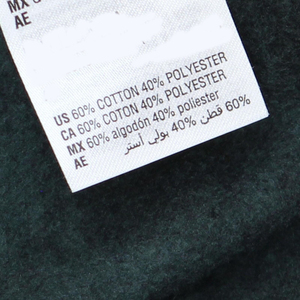 MX
AE
US 60% COTTON 40% POLYESTER
CA 60% COTON 40% POLYESTER
MX 60% algodón 40% poliester
AE 60% قطن 40% بولي أستر